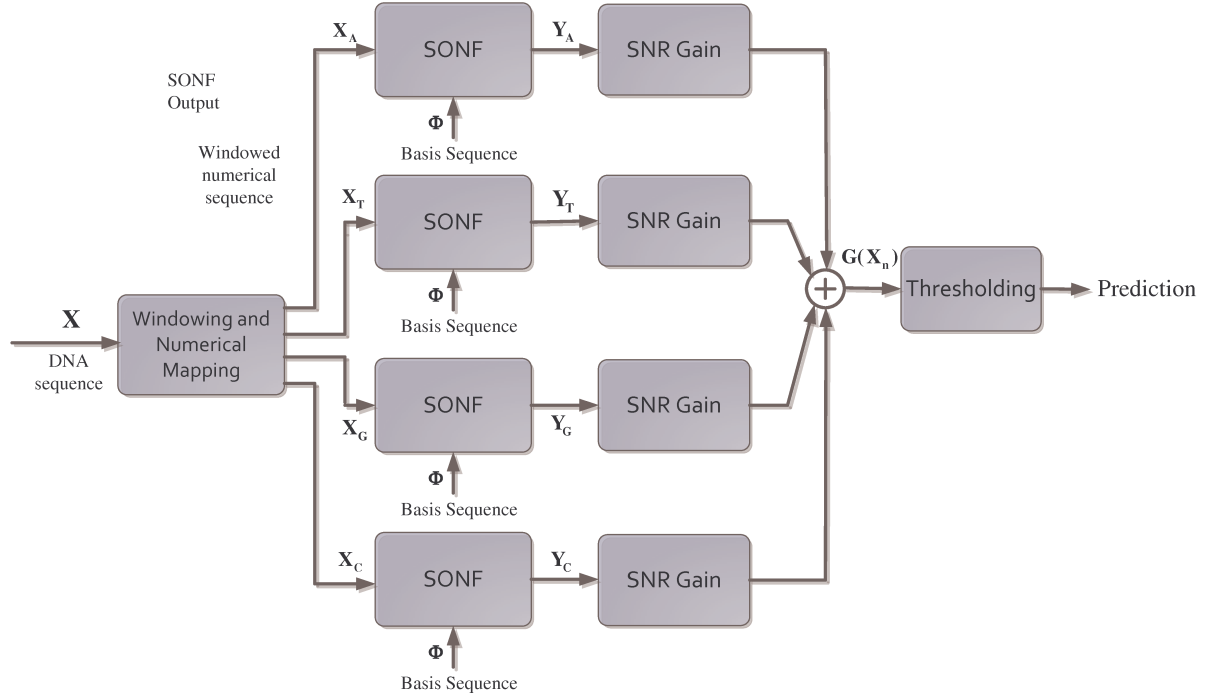 X_A
SONF
Y_A
SNR Gain
SONF
Output
Φ
Basis Sequence
Windowed
numerical
sequence
X_T
SONF
Y_T
SNR Gain
Φ
Basis Sequence
G(X_n)
Thresholding
Prediction
X
DNA
sequence
Windowing and
Numerical
Mapping
X_G
SONF
Y_G
SNR Gain
Φ
Basis Sequence
X_C
SONF
Y_C
SNR Gain
Φ
Basis Sequence